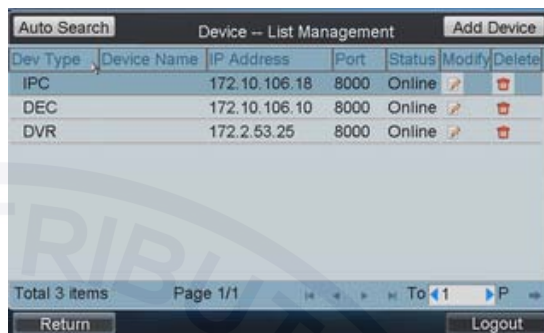 Auto Search Device -- List Management Add Device
Dev Type Device Name IP Address Port Status Modify Delete
IPC 172.10.106.18 8000 Online
DEC 172.10.106.10 8000 Online
DVR 172.2.53.25 8000 Online
TRIBU
Total 3 items Page 1/1 To 1 P
Return Logout